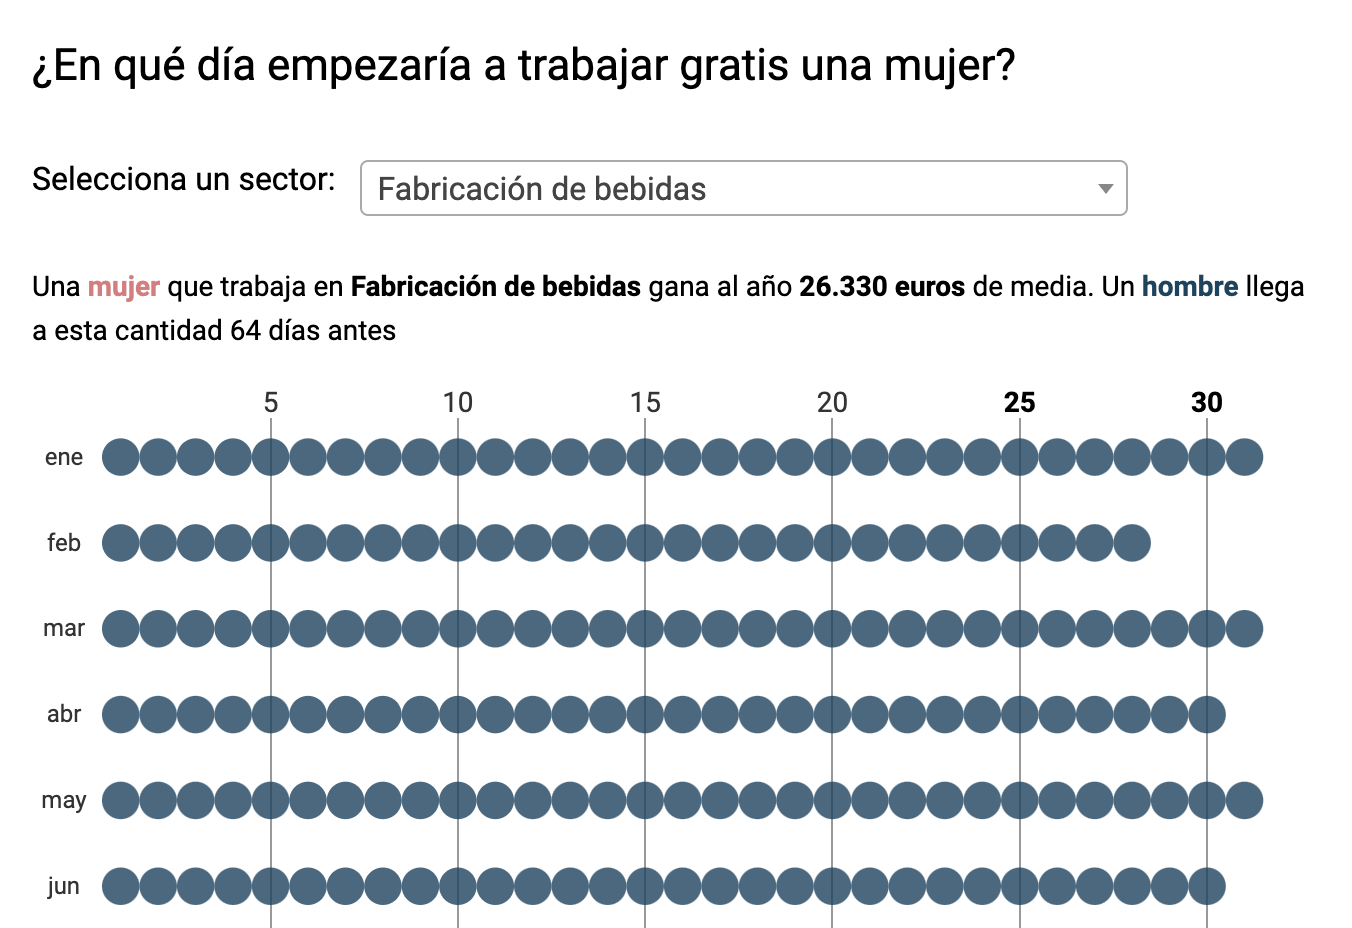 ¿En qué día empezaría a trabajar gratis una mujer?
Selecciona un sector:
Fabricación de bebidas
Una mujer que trabaja en Fabricación de bebidas gana al año 26.330 euros de media. Un hombre llega
a esta cantidad 64 días antes
5 10 15 20 25 30
ene
feb
mar
abr
may
jun